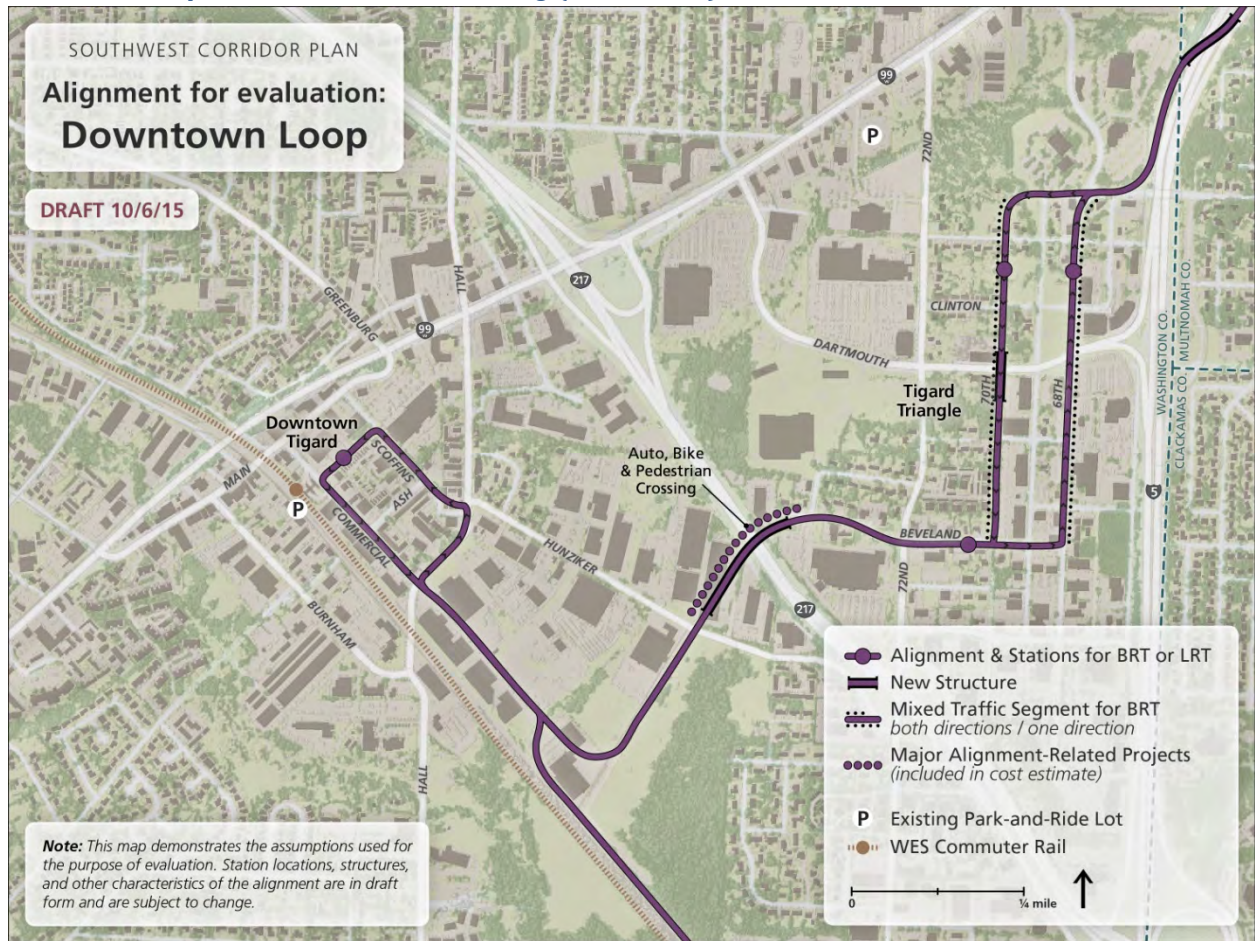 SOUTHWEST CORRIDOR PLAN
Alignment for evaluation:
Downtown Loop
DRAFT 10/6/15
99
P
72ND
HALL
217
GREENBURG
99
CLINTON
DARTMOUTH
WASHINGTON CO.
MULTNOMAH CO.
CLACKAMAS CO.
70TH
68TH
Tigard
Triangle
Downtown
Tigard
SCOFFINS
ASH
MAIN
P
COMMERCIAL
Auto, Bike
& Pedestrian
Crossing
5
BEVELAND
HUNZIKER
72ND
217
BURNHAM
HALL
Alignment & Stations for BRT or LRT
New Structure
Mixed Traffic Segment for BRT
both directions / one direction
Major Alignment-Related Projects
(included in cost estimate)
P Existing Park-and-Ride Lot
WES Commuter Rail
0 ¼ mile
Note: This map demonstrates the assumptions used for
the purpose of evaluation. Station locations, structures,
and other characteristics of the alignment are in draft
form and are subject to change.